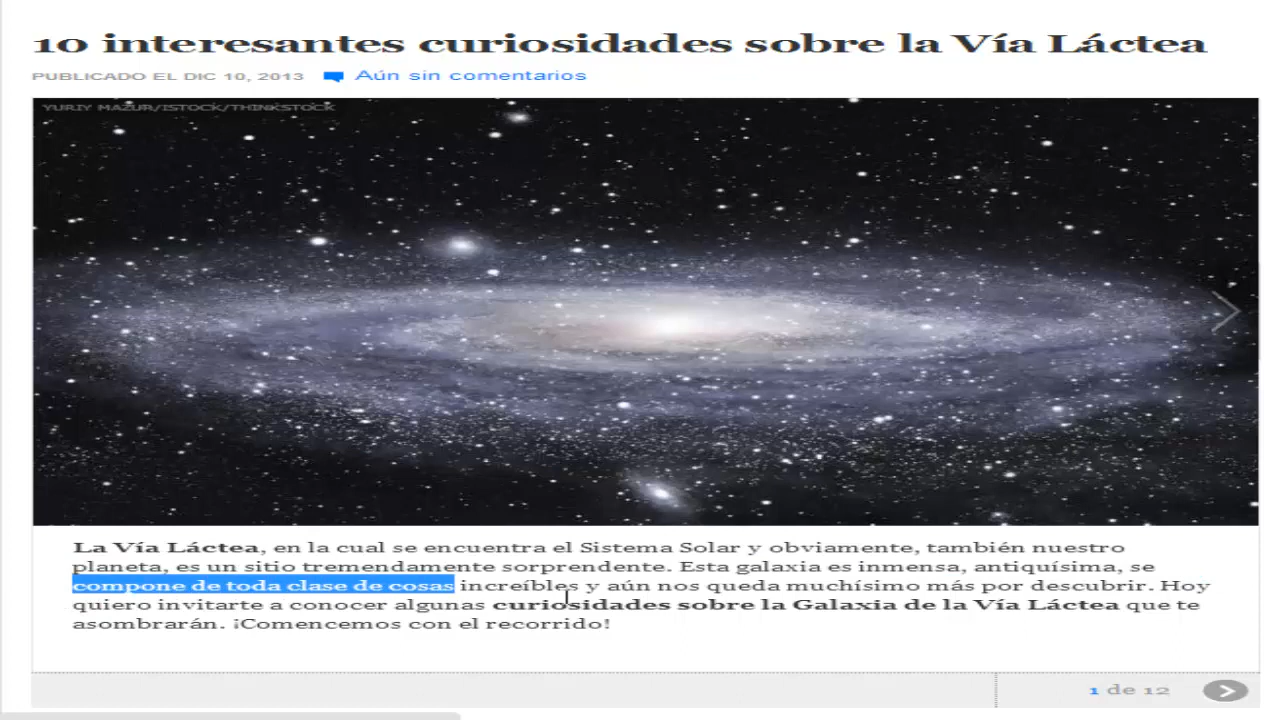 10 interesantes curiosidades sobre la Vía Láctea
PUBLICADO EL DIC 10, 2013 Aún sin comentarios
YURIY MAZUR/ISTOCK/THINKSTOCK
La Vía Láctea, en la cual se encuentra el Sistema Solar y obviamente, también nuestro
planeta, es un sitio tremendamente sorprendente. Esta galaxia es inmensa, antiquísima, se
compone de toda clase de cosas increíbles y aún nos queda muchísimo más por descubrir. Hoy
quiero invitarte a conocer algunas curiosidades sobre la Galaxia de la Vía Láctea que te
asombrarán. ¡Comencemos con el recorrido!
1 de 12